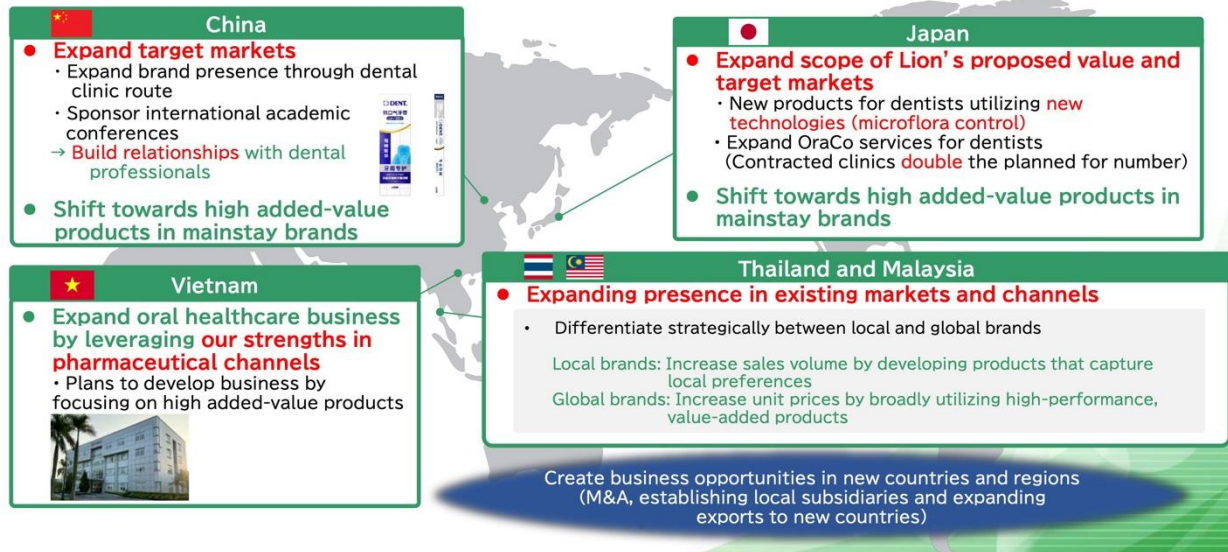 China
● Expand target markets
・Expand brand presence through dental
clinic route
・Sponsor international academic
conferences
→ Build relationships with dental
professionals
● Shift towards high added-value
products in mainstay brands
Japan
● Expand scope of Lion's proposed value and
target markets
・New products for dentists utilizing new
technologies (microflora control)
・Expand OraCo services for dentists
(Contracted clinics double the planned for number)
● Shift towards high added-value products in
mainstay brands
Vietnam
● Expand oral healthcare business
by leveraging our strengths in
pharmaceutical channels
・Plans to develop business by
focusing on high added-value products
Thailand and Malaysia
● Expanding presence in existing markets and channels
・ Differentiate strategically between local and global brands
Local brands: Increase sales volume by developing products that capture
local preferences
Global brands: Increase unit prices by broadly utilizing high-performance,
value-added products
Create business opportunities in new countries and regions
(M&A, establishing local subsidiaries and expanding
exports to new countries)
DENT.